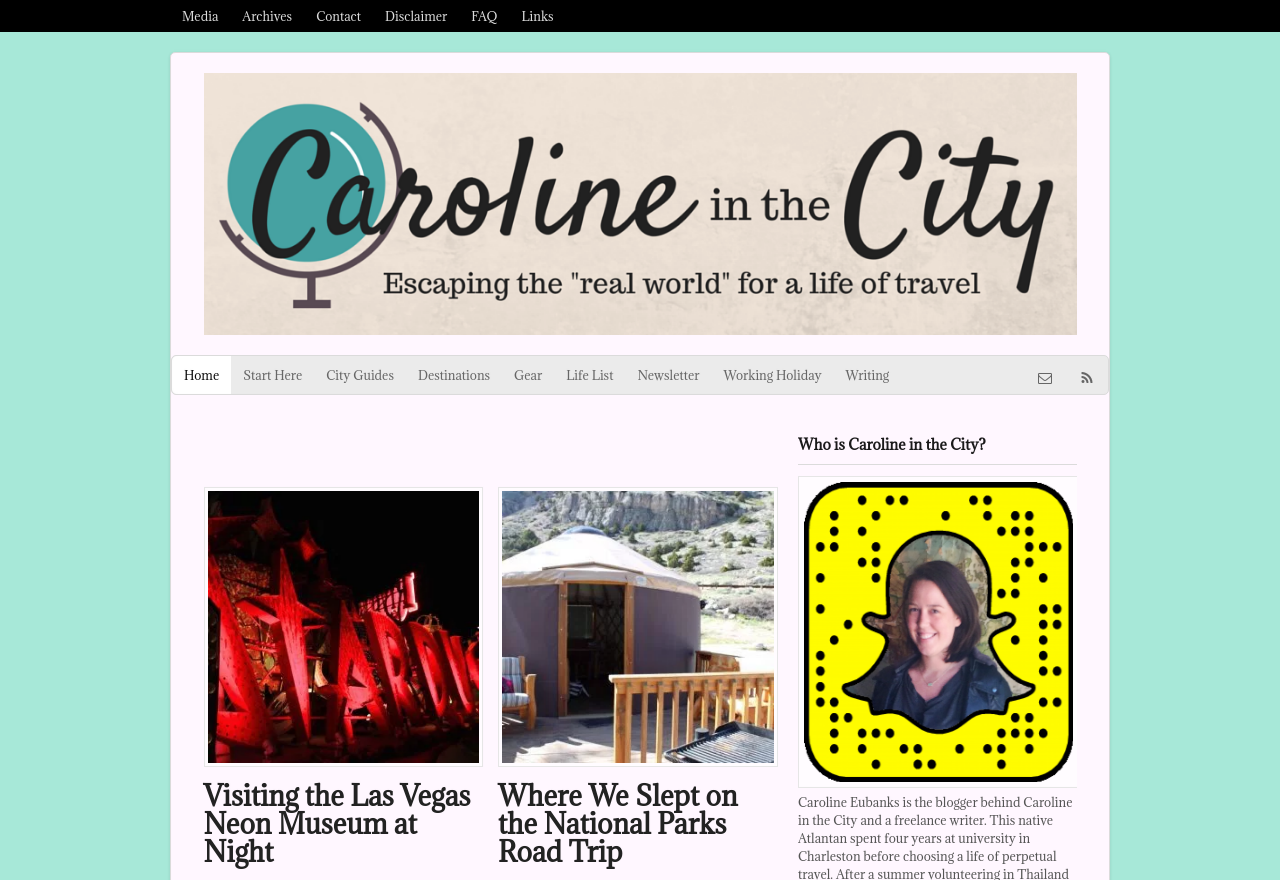 Media Archives Contact Disclaimer FAQ Links
Caroline in the City
Escaping the "real world" for a life of travel
Home Start Here City Guides Destinations Gear Life List Newsletter Working Holiday Writing
Who is Caroline in the City?
STARDUS
Visiting the Las Vegas
Neon Museum at
Night
Where We Slept on
the National Parks
Road Trip
Caroline Eubanks is the blogger behind Caroline
in the City and a freelance writer. This native
Atlantan spent four years at university in
Charleston before choosing a life of perpetual
travel. After a summer volunteering in Thailand